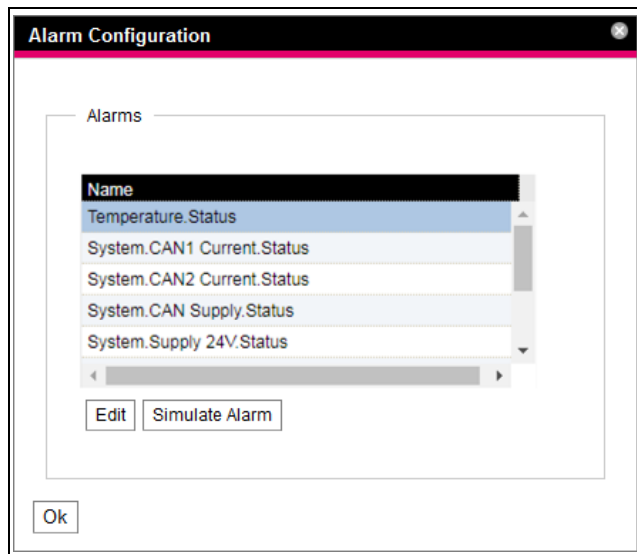 Alarm Configuration
Alarms
Name
Temperature.Status
System.CAN1 Current.Status
System.CAN2 Current.Status
System.CAN Supply.Status
System.Supply 24V.Status
Edit Simulate Alarm
Ok